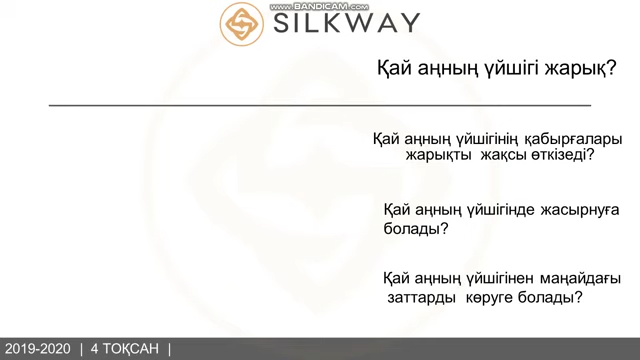 www.BANDICAM.com
SILKWAY
Қай аңның үйшігі жарық?
Қай аңның үйшігінің қабырғалары
жарықты жақсы өткізеді?
Қай аңның үйшігінде жасырнуға
болады?
Қай аңның үйшігінен маңайдағы
заттарды көруге болады?
2019-2020 | 4 ТОҚСАН |